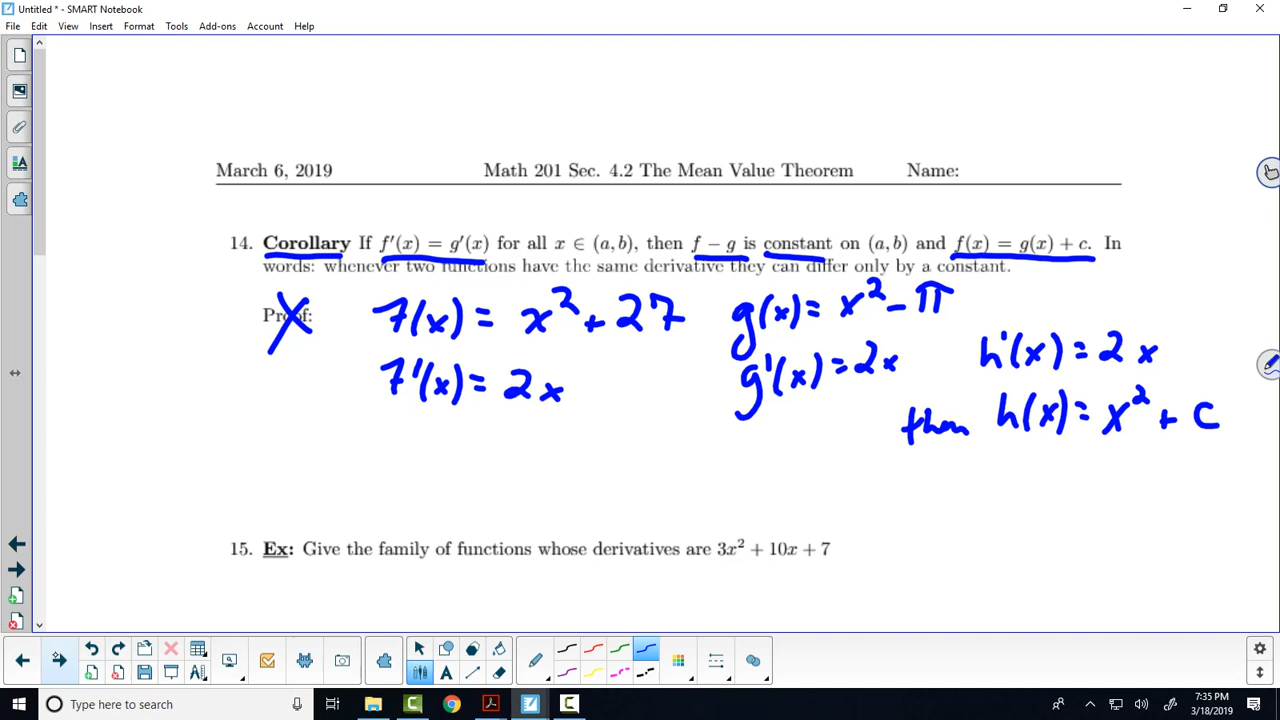 Untitled * - SMART Notebook
File Edit View Insert Format Tools Add-ons Account Help
March 6, 2019 Math 201 Sec. 4.2 The Mean Value Theorem Name:
14. Corollary If f′(x) = g′(x) for all x ∈ (a, b), then f − g is constant on (a, b) and f(x) = g(x) + c. In
words: whenever two functions have the same derivative they can differ only by a constant.
Proof:
f(x) = x² + 27 g(x) = x² − π
f′(x) = 2x g′(x) = 2x h′(x) = 2x
then h(x) = x² + C
15. Ex: Give the family of functions whose derivatives are 3x² + 10x + 7
Type here to search
7:35 PM
3/18/2019